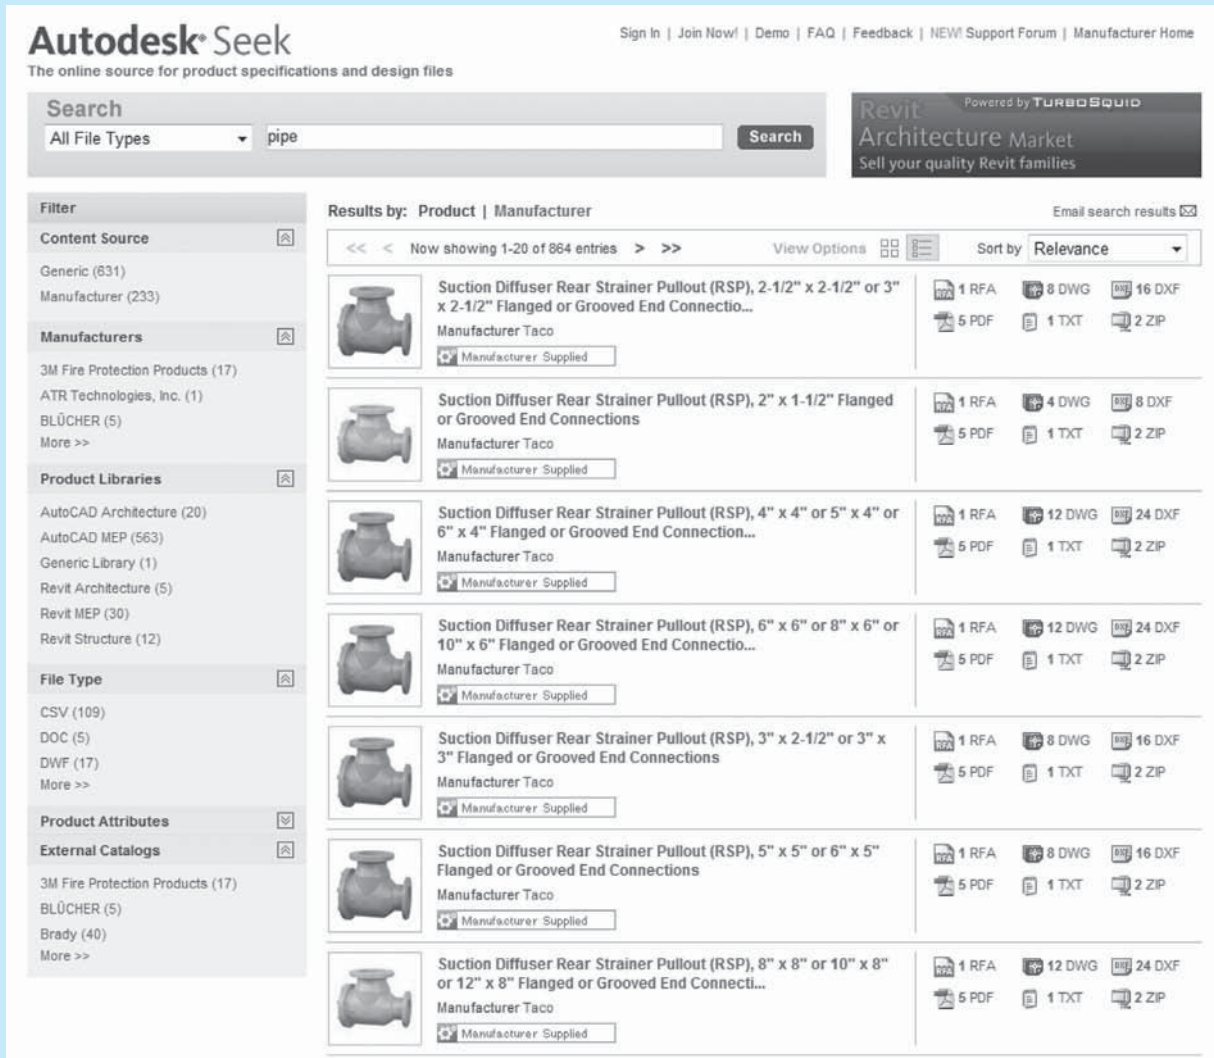 Autodesk® Seek
The online source for product specifications and design files
Sign In | Join Now! | Demo | FAQ | Feedback | NEW! Support Forum | Manufacturer Home
Search
All File Types
pipe
Search
Revit
Powered by TURBOSQUID
Architecture Market
Sell your quality Revit families
Filter
Content Source
Generic (631)
Manufacturer (233)
Manufacturers
3M Fire Protection Products (17)
ATR Technologies, Inc. (1)
BLÜCHER (5)
More >>
Product Libraries
AutoCAD Architecture (20)
AutoCAD MEP (563)
Generic Library (1)
Revit Architecture (5)
Revit MEP (30)
Revit Structure (12)
File Type
CSV (109)
DOC (5)
DWF (17)
More >>
Product Attributes
External Catalogs
3M Fire Protection Products (17)
BLÜCHER (5)
Brady (40)
More >>
Results by: Product | Manufacturer
Email search results
<< < Now showing 1-20 of 864 entries > >>
View Options
Sort by Relevance
Suction Diffuser Rear Strainer Pullout (RSP), 2-1/2" x 2-1/2" or 3"
x 2-1/2" Flanged or Grooved End Connectio...
Manufacturer Taco
Manufacturer Supplied
1 RFA 8 DWG 16 DXF
5 PDF 1 TXT 2 ZIP
Suction Diffuser Rear Strainer Pullout (RSP), 2" x 1-1/2" Flanged
or Grooved End Connections
Manufacturer Taco
Manufacturer Supplied
1 RFA 4 DWG 8 DXF
5 PDF 1 TXT 2 ZIP
Suction Diffuser Rear Strainer Pullout (RSP), 4" x 4" or 5" x 4" or
6" x 4" Flanged or Grooved End Connection...
Manufacturer Taco
Manufacturer Supplied
1 RFA 12 DWG 24 DXF
5 PDF 1 TXT 2 ZIP
Suction Diffuser Rear Strainer Pullout (RSP), 6" x 6" or 8" x 6" or
10" x 6" Flanged or Grooved End Connectio...
Manufacturer Taco
Manufacturer Supplied
1 RFA 12 DWG 24 DXF
5 PDF 1 TXT 2 ZIP
Suction Diffuser Rear Strainer Pullout (RSP), 3" x 2-1/2" or 3" x
3" Flanged or Grooved End Connections
Manufacturer Taco
Manufacturer Supplied
1 RFA 8 DWG 16 DXF
5 PDF 1 TXT 2 ZIP
Suction Diffuser Rear Strainer Pullout (RSP), 5" x 5" or 6" x 5"
Flanged or Grooved End Connections
Manufacturer Taco
Manufacturer Supplied
1 RFA 8 DWG 16 DXF
5 PDF 1 TXT 2 ZIP
Suction Diffuser Rear Strainer Pullout (RSP), 8" x 8" or 10" x 8"
or 12" x 8" Flanged or Grooved End Connecti...
Manufacturer Taco
Manufacturer Supplied
1 RFA 12 DWG 24 DXF
5 PDF 1 TXT 2 ZIP